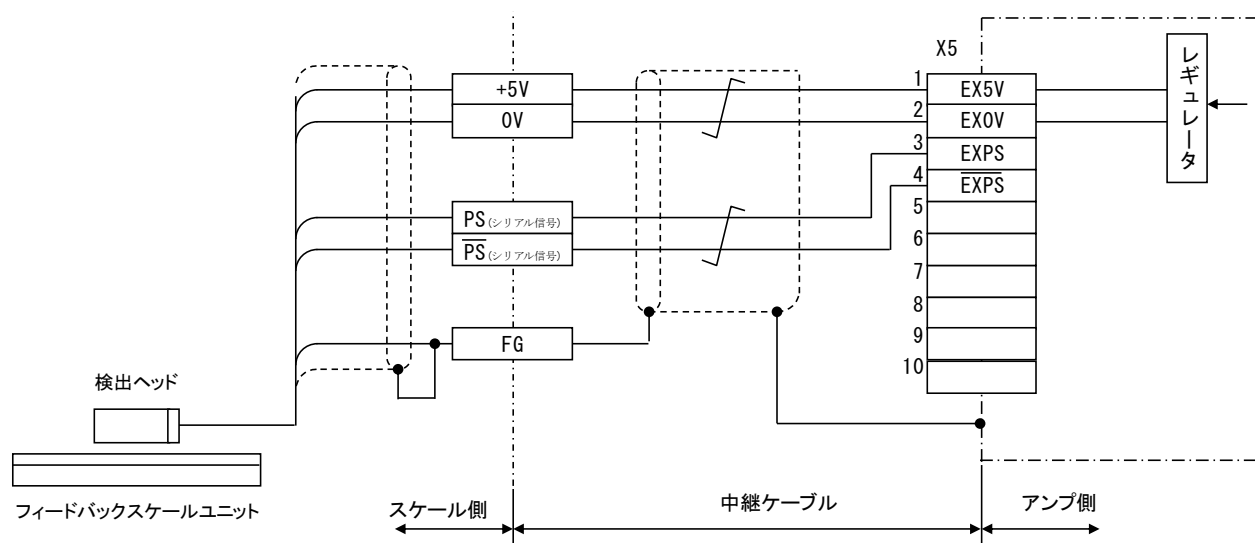 X5
レギュレータ
1
+5V
EX5V
2
0V
EX0V
3
EXPS
4
EXPS
5
PS(シリアル信号)
6
PS(シリアル信号)
7
8
9
FG
10
検出ヘッド
フィードバックスケールユニット
スケール側
中継ケーブル
アンプ側